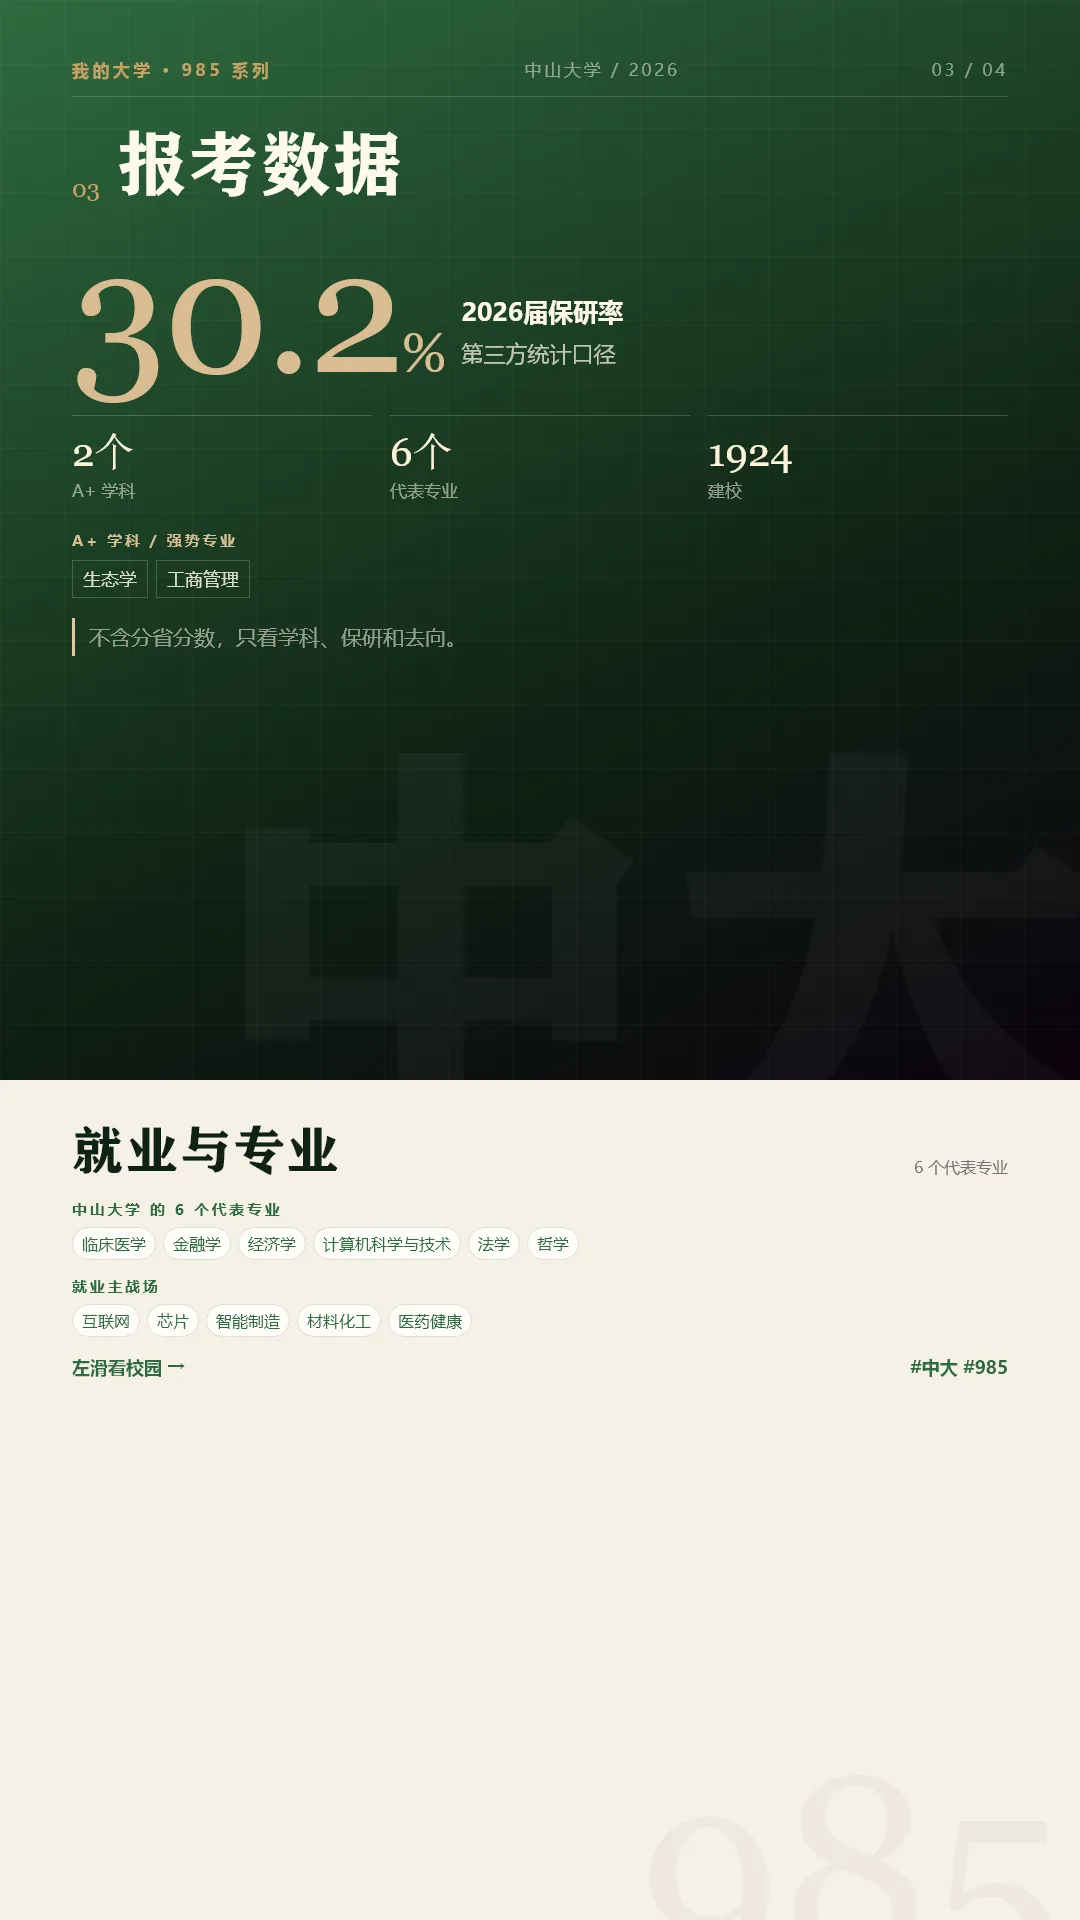 我的大学 • 985 系列
中山大学 / 2026
03 / 04
03 报考数据
30.2%
2026届保研率
第三方统计口径
2个
A+ 学科
6个
代表专业
1924
建校
A+ 学科 / 强势专业
生态学 工商管理
不含分省分数，只看学科、保研和去向。
中大
就业与专业
6 个代表专业
中山大学 的 6 个代表专业
临床医学 金融学 经济学 计算机科学与技术 法学 哲学
就业主战场
互联网 芯片 智能制造 材料化工 医药健康
左滑看校园 →
#中大 #985
985